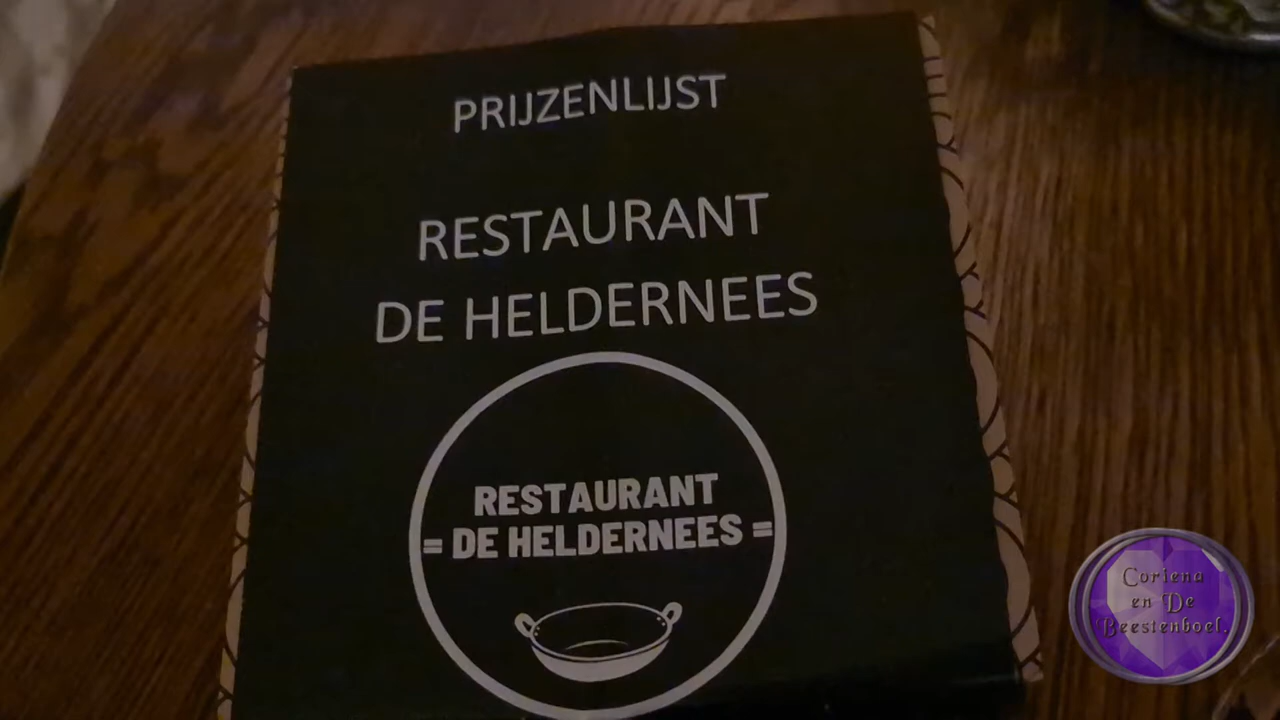 PRIJZENLIJST
RESTAURANT
DE HELDERNEES
RESTAURANT
= DE HELDERNEES =
Coriena
en De
Beestenboel.